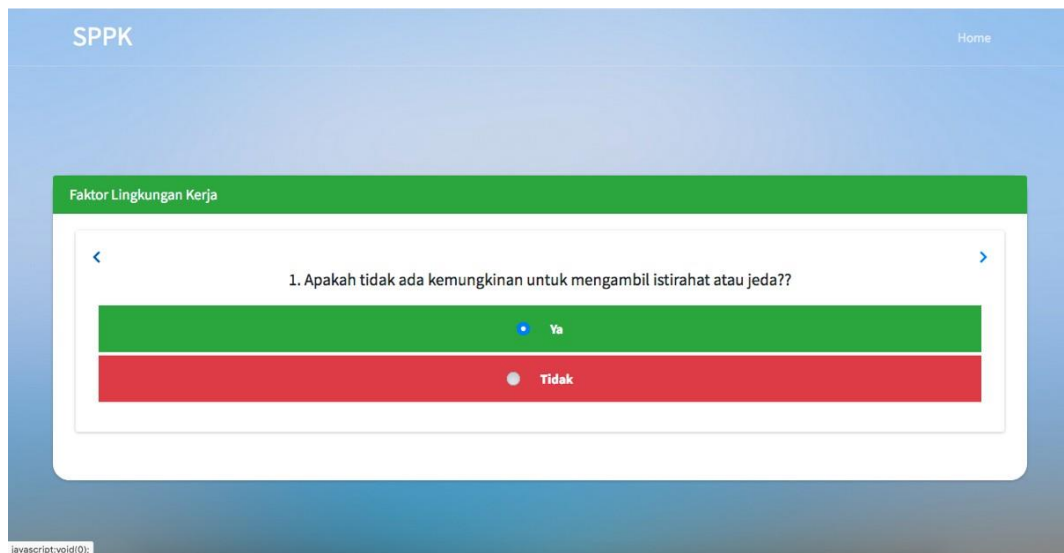 SPPK
Home
Faktor Lingkungan Kerja
1. Apakah tidak ada kemungkinan untuk mengambil istirahat atau jeda??
Ya
Tidak
javascript:void(0);